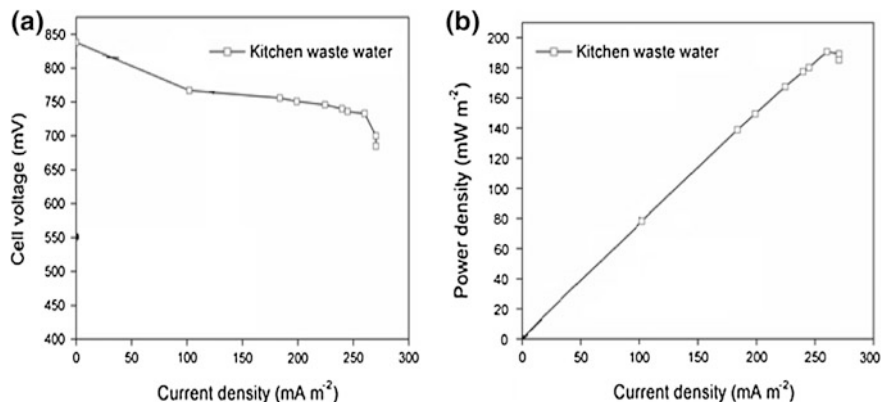 (a)
850
800
750
700
650
600
550
500
450
400
Cell voltage (mV)
Kitchen waste water
0 50 100 150 200 250 300
Current density (mA m⁻²)
(b)
200
180
160
140
120
100
80
60
40
20
0
Power density (mW m⁻²)
Kitchen waste water
0 50 100 150 200 250 300
Current density (mA m⁻²)